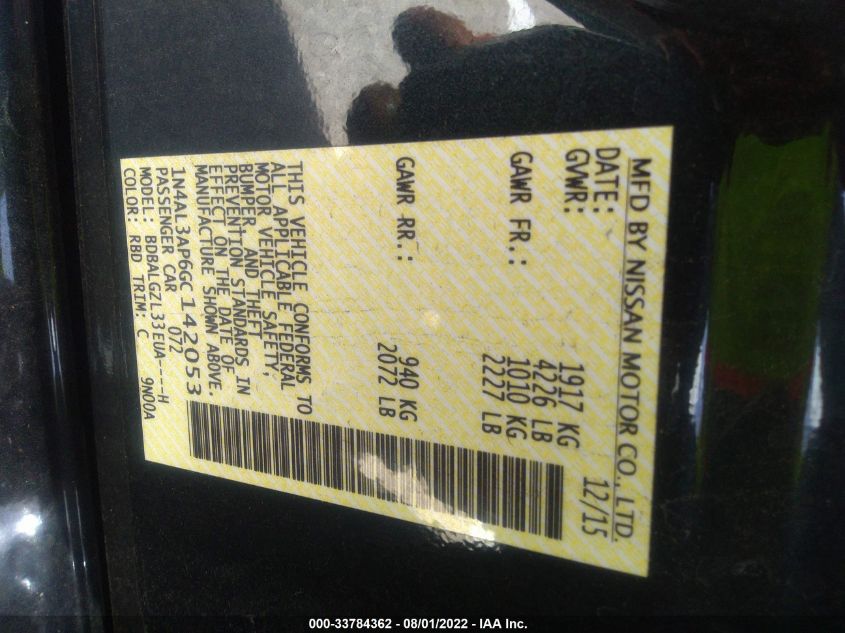 MFD BY NISSAN MOTOR CO., LTD.
DATE: 12/15
GVWR: 1917 KG
4226 LB
GAWR FR.: 1010 KG
2227 LB
GAWR RR.: 940 KG
2072 LB
THIS VEHICLE CONFORMS TO
ALL APPLICABLE FEDERAL
MOTOR VEHICLE SAFETY,
BUMPER, AND THEFT
PREVENTION STANDARDS IN
EFFECT ON THE DATE OF
MANUFACTURE SHOWN ABOVE.
1N4AL3AP6GC142053
PASSENGER CAR 072
MODEL: BDBALGZL33EUA----H
COLOR: RBD TRIM: C 9N00A
000-33784362 - 08/01/2022 - IAA Inc.